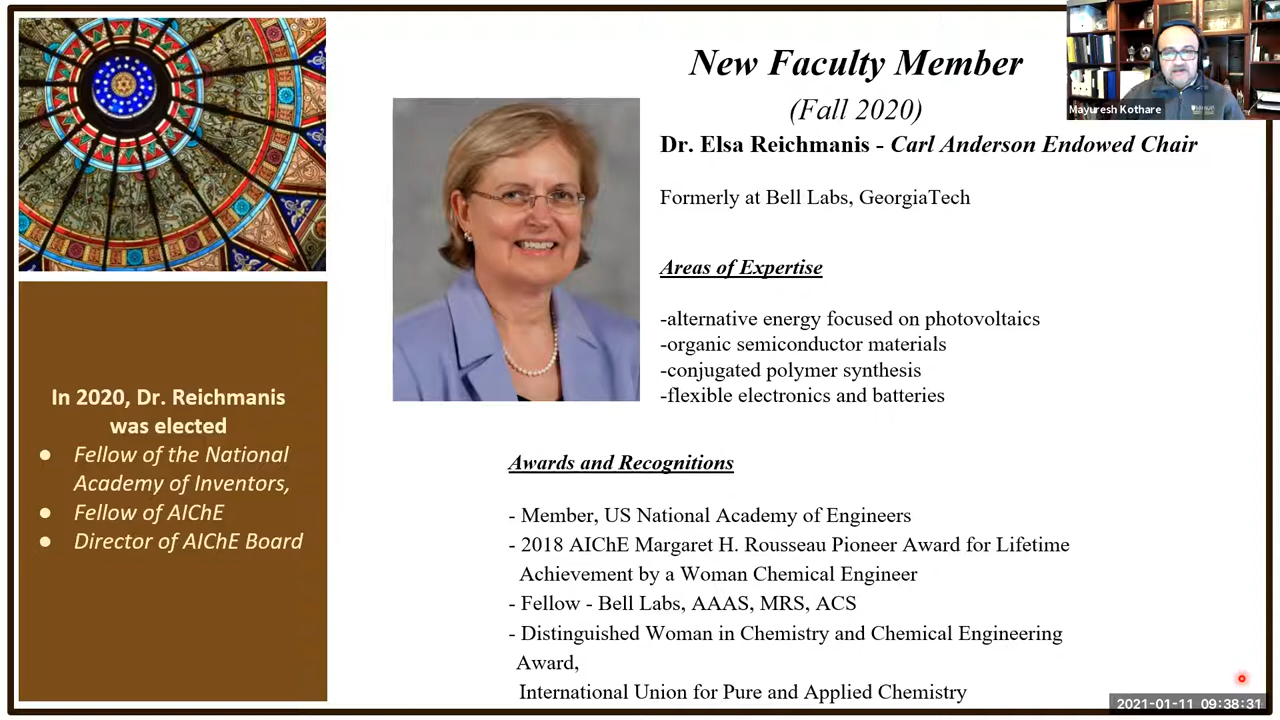 New Faculty Member
(Fall 2020)
Dr. Elsa Reichmanis - Carl Anderson Endowed Chair
Formerly at Bell Labs, GeorgiaTech
Areas of Expertise
-alternative energy focused on photovoltaics
-organic semiconductor materials
-conjugated polymer synthesis
-flexible electronics and batteries
Awards and Recognitions
- Member, US National Academy of Engineers
- 2018 AIChE Margaret H. Rousseau Pioneer Award for Lifetime
Achievement by a Woman Chemical Engineer
- Fellow - Bell Labs, AAAS, MRS, ACS
- Distinguished Woman in Chemistry and Chemical Engineering
Award,
International Union for Pure and Applied Chemistry
In 2020, Dr. Reichmanis
was elected
● Fellow of the National
Academy of Inventors,
● Fellow of AIChE
● Director of AIChE Board
Mayuresh Kothare
2021-01-11 09:38:31